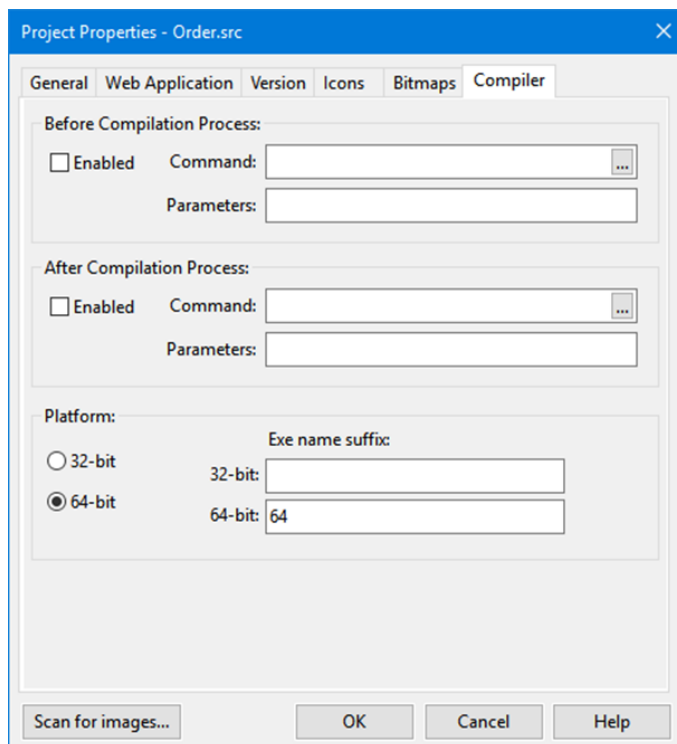 Project Properties - Order.src
General Web Application Version Icons Bitmaps Compiler
Before Compilation Process:
Enabled Command: ...
Parameters:
After Compilation Process:
Enabled Command: ...
Parameters:
Platform:
Exe name suffix:
32-bit 32-bit:
64-bit 64-bit: 64
Scan for images... OK Cancel Help